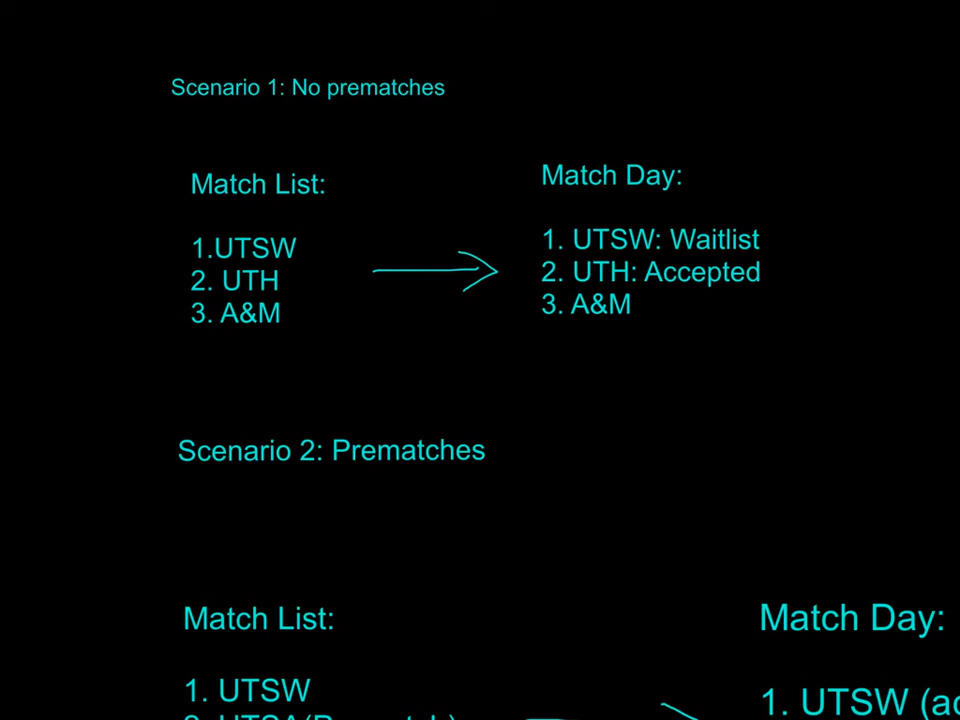 Scenario 1: No prematches
Match List:
1.UTSW
2. UTH
3. A&M
Match Day:
1. UTSW: Waitlist
2. UTH: Accepted
3. A&M
Scenario 2: Prematches
Match List:
1. UTSW
Match Day:
1. UTSW